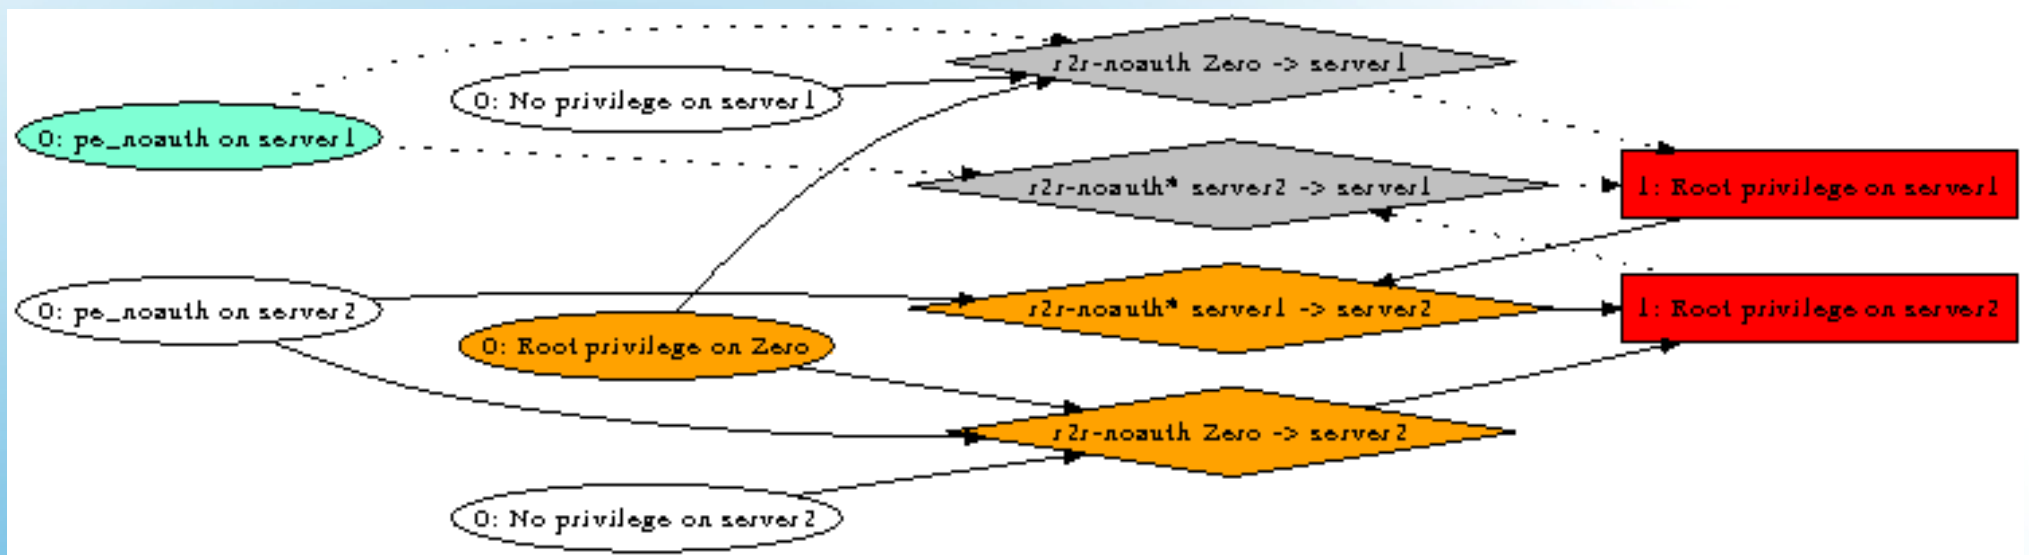 r2r-noauth Zero -> server1
0: No privilege on server1
0: pe_noauth on server1
r2r-noauth* server2 -> server1
1: Root privilege on server1
0: pe_noauth on server2
r2r-noauth* server1 -> server2
1: Root privilege on server2
0: Root privilege on Zero
r2r-noauth Zero -> server2
0: No privilege on server2